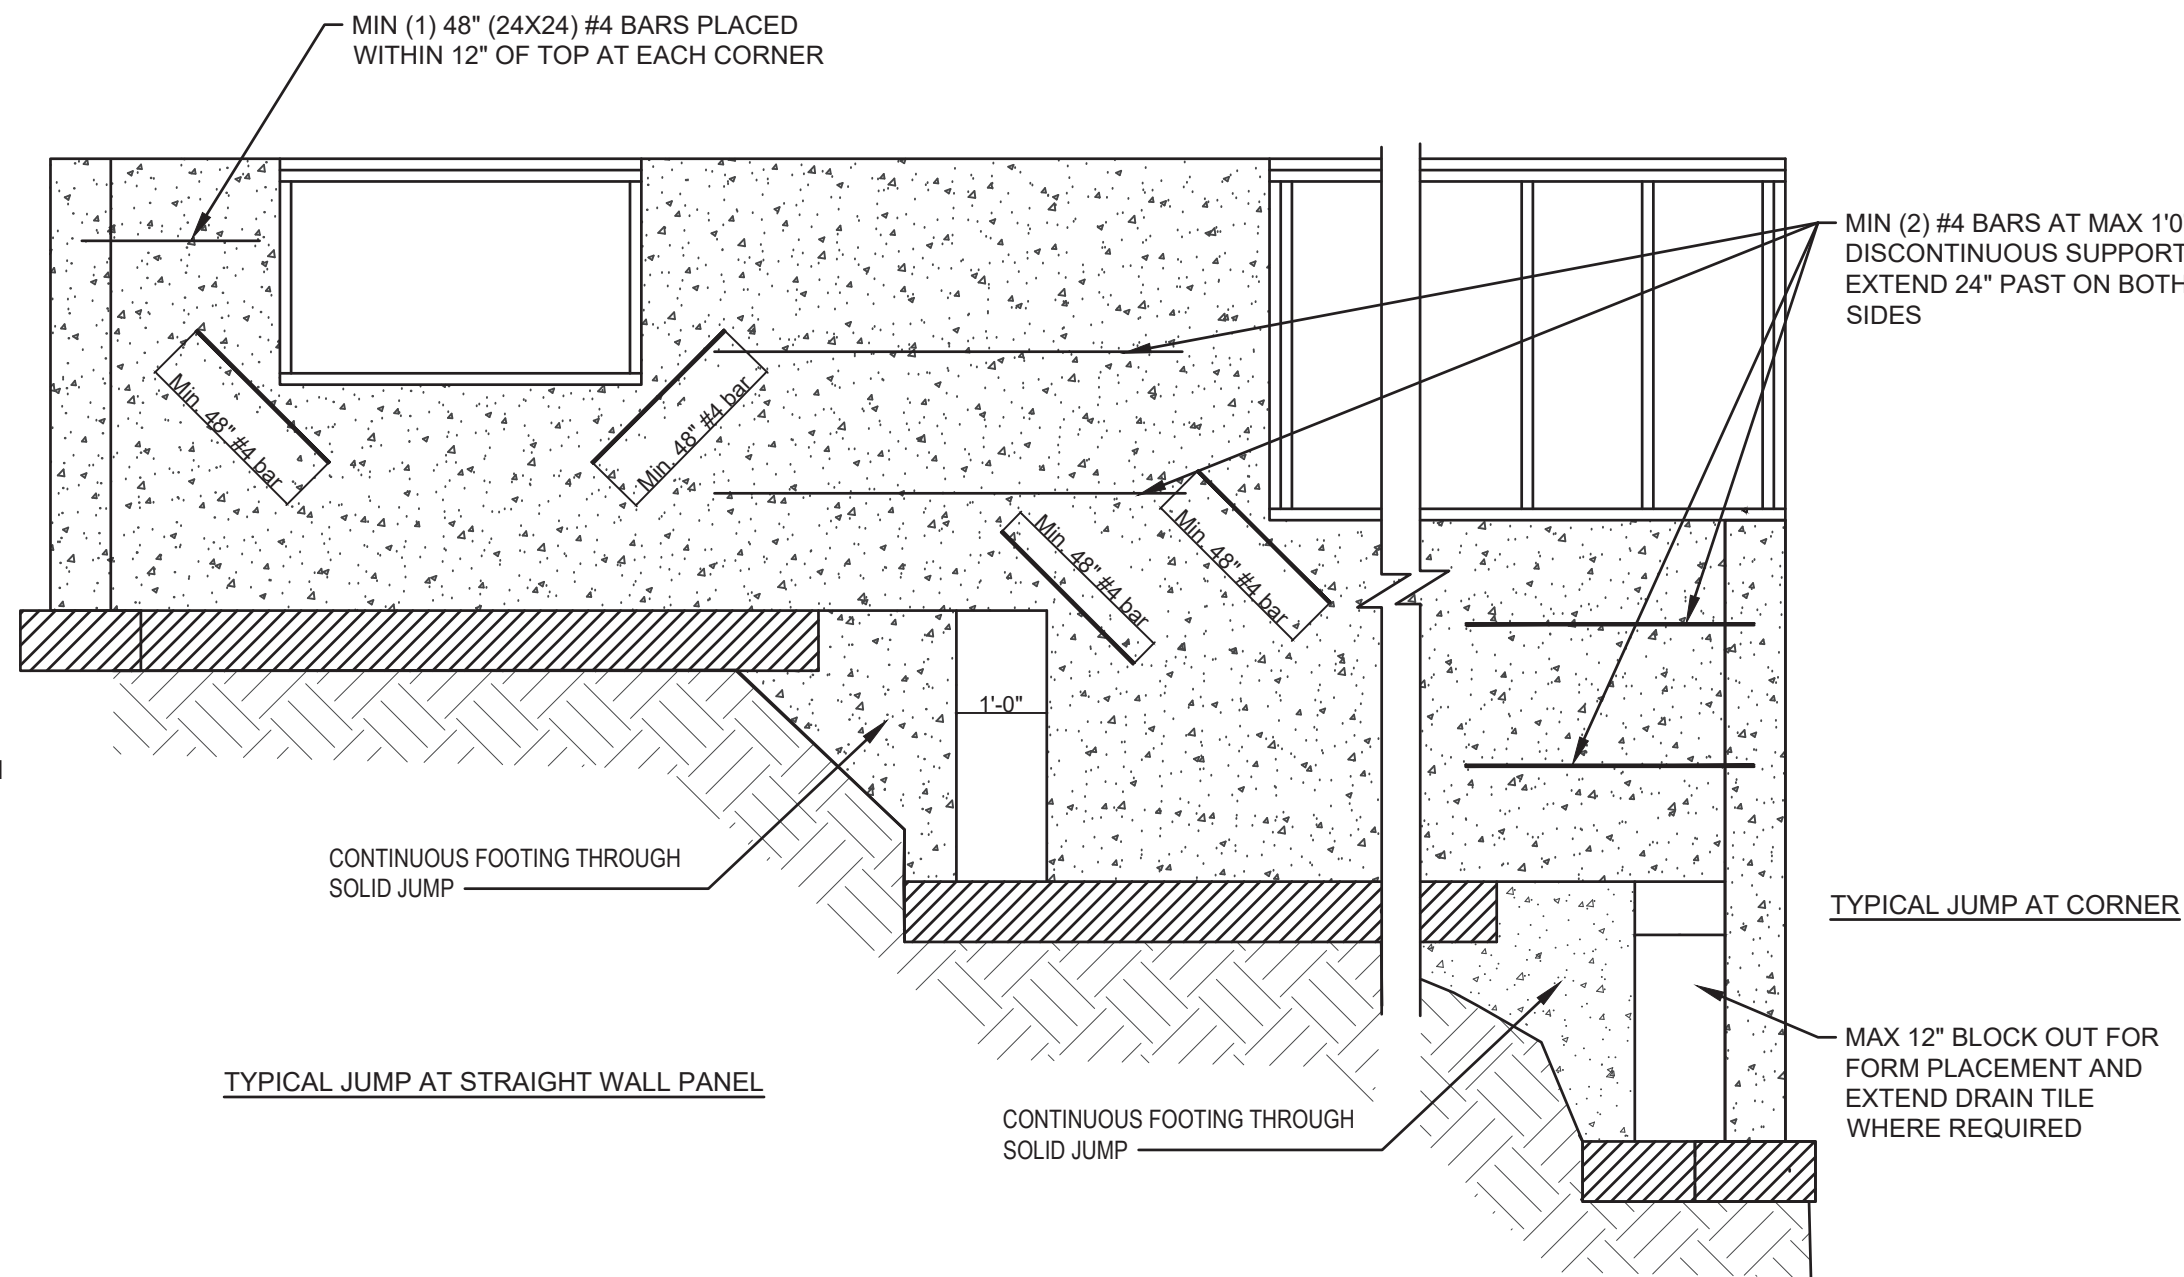 MIN (1) 48" (24X24) #4 BARS PLACED
WITHIN 12" OF TOP AT EACH CORNER
MIN (2) #4 BARS AT MAX 1'0
DISCONTINUOUS SUPPORT
EXTEND 24" PAST ON BOTH
SIDES
Min. 48" #4 bar
Min. 48" #4 bar
Min. 48" #4 bar
Min. 48" #4 bar
1'-0"
CONTINUOUS FOOTING THROUGH
SOLID JUMP
TYPICAL JUMP AT CORNER
TYPICAL JUMP AT STRAIGHT WALL PANEL
MAX 12" BLOCK OUT FOR
FORM PLACEMENT AND
EXTEND DRAIN TILE
WHERE REQUIRED
CONTINUOUS FOOTING THROUGH
SOLID JUMP